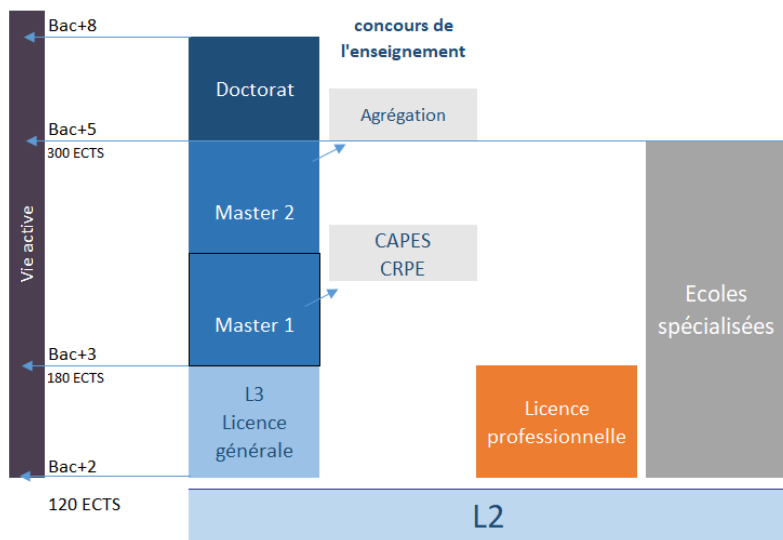 Bac+8
concours de
l'enseignement
Doctorat
Agrégation
Bac+5
300 ECTS
Master 2
CAPES
CRPE
Vie active
Ecoles
spécialisées
Master 1
Bac+3
180 ECTS
L3
Licence
générale
Licence
professionnelle
Bac+2
120 ECTS
L2